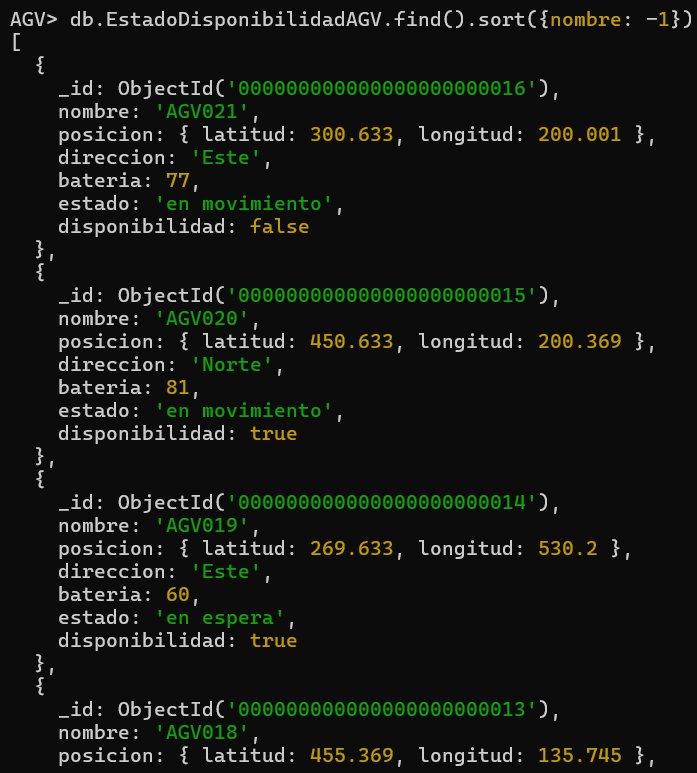 AGV> db.EstadoDisponibilidadAGV.find().sort({nombre: -1})
[
  {
    _id: ObjectId('000000000000000000000016'),
    nombre: 'AGV021',
    posicion: { latitud: 300.633, longitud: 200.001 },
    direccion: 'Este',
    bateria: 77,
    estado: 'en movimiento',
    disponibilidad: false
  },
  {
    _id: ObjectId('000000000000000000000015'),
    nombre: 'AGV020',
    posicion: { latitud: 450.633, longitud: 200.369 },
    direccion: 'Norte',
    bateria: 81,
    estado: 'en movimiento',
    disponibilidad: true
  },
  {
    _id: ObjectId('000000000000000000000014'),
    nombre: 'AGV019',
    posicion: { latitud: 269.633, longitud: 530.2 },
    direccion: 'Este',
    bateria: 60,
    estado: 'en espera',
    disponibilidad: true
  },
  {
    _id: ObjectId('000000000000000000000013'),
    nombre: 'AGV018',
    posicion: { latitud: 455.369, longitud: 135.745 },